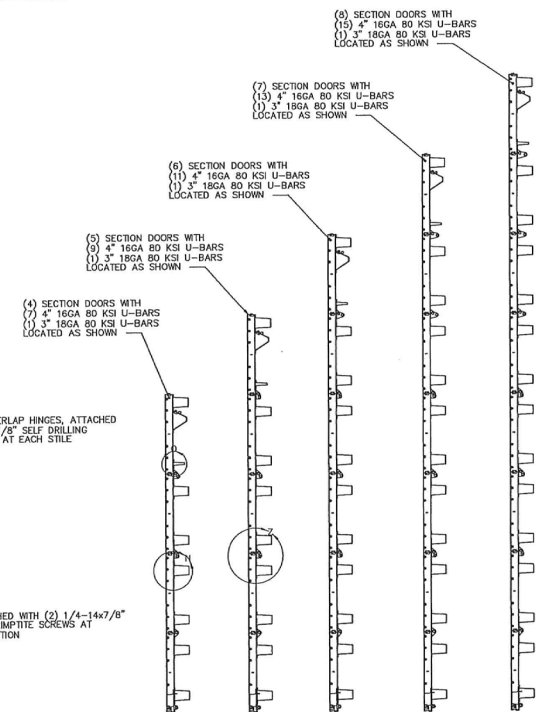 (8) SECTION DOORS WITH
(15) 4" 16GA 80 KSI U-BARS
(1) 3" 18GA 80 KSI U-BARS
LOCATED AS SHOWN
(7) SECTION DOORS WITH
(13) 4" 16GA 80 KSI U-BARS
(1) 3" 18GA 80 KSI U-BARS
LOCATED AS SHOWN
(6) SECTION DOORS WITH
(11) 4" 16GA 80 KSI U-BARS
(1) 3" 18GA 80 KSI U-BARS
LOCATED AS SHOWN
(5) SECTION DOORS WITH
(9) 4" 16GA 80 KSI U-BARS
(1) 3" 18GA 80 KSI U-BARS
LOCATED AS SHOWN
(4) SECTION DOORS WITH
(7) 4" 16GA 80 KSI U-BARS
(1) 3" 18GA 80 KSI U-BARS
LOCATED AS SHOWN
ERLAP HINGES, ATTACHED
/8" SELF DRILLING
AT EACH STILE
HED WITH (2) 1/4-14x7/8"
IMPTITE SCREWS AT
TION